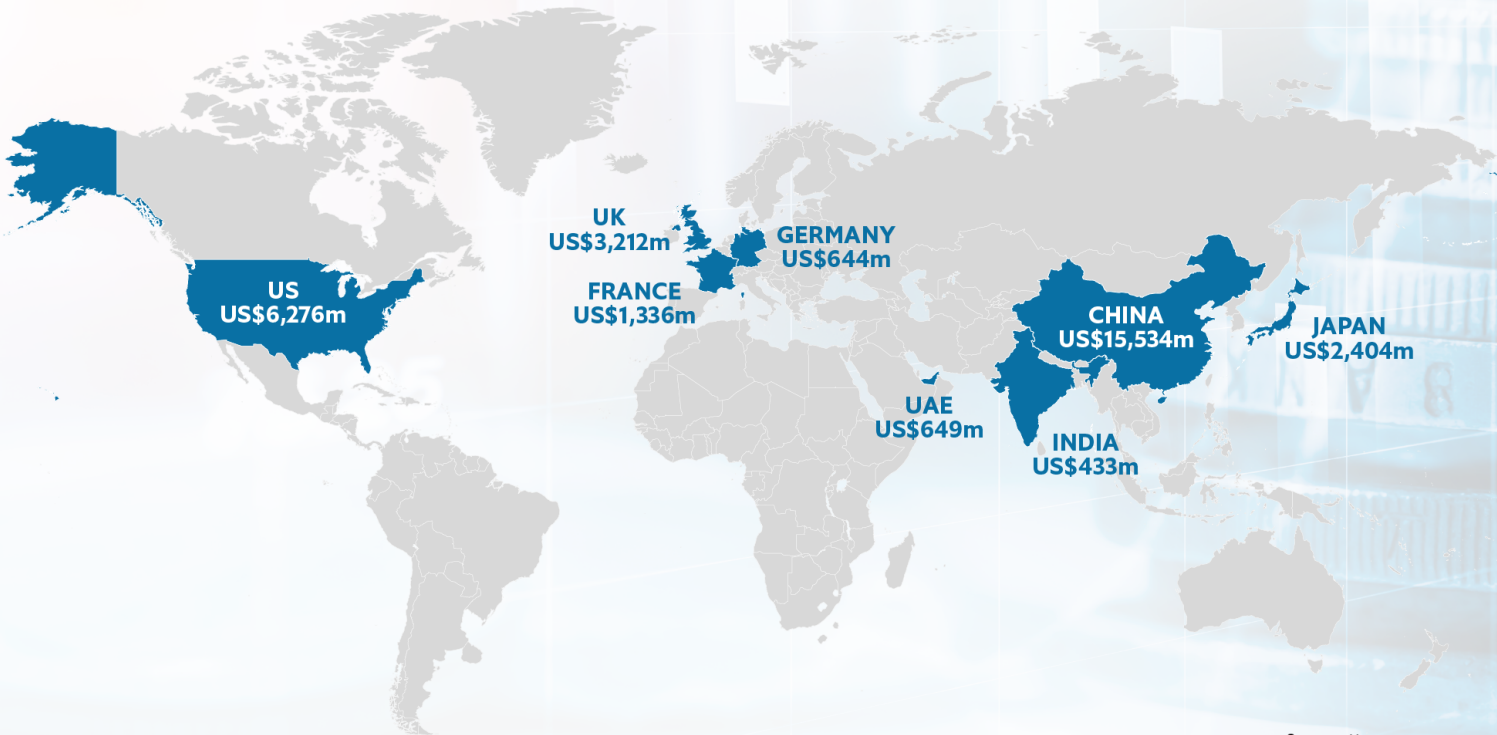 UK
US$3,212m
GERMANY
US$644m
US
US$6,276m
FRANCE
US$1,336m
CHINA
US$15,534m
JAPAN
US$2,404m
UAE
US$649m
INDIA
US$433m